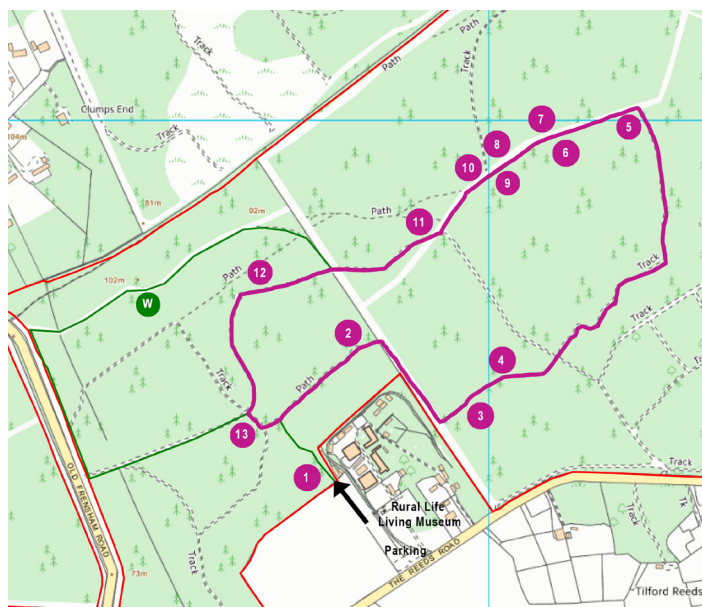 Path
Track
Path
Track
Clumps End
104m
Track
7
5
8
6
10
9
81m
92m
Path
11
102m
Path
12
W
Track
2
4
Track
Path
3
13
1
Track
Rural Life
Living Museum
OLD FRENSHAM ROAD
Parking
THE REEDS ROAD
Tk
Track
73m
Tilford Reeds